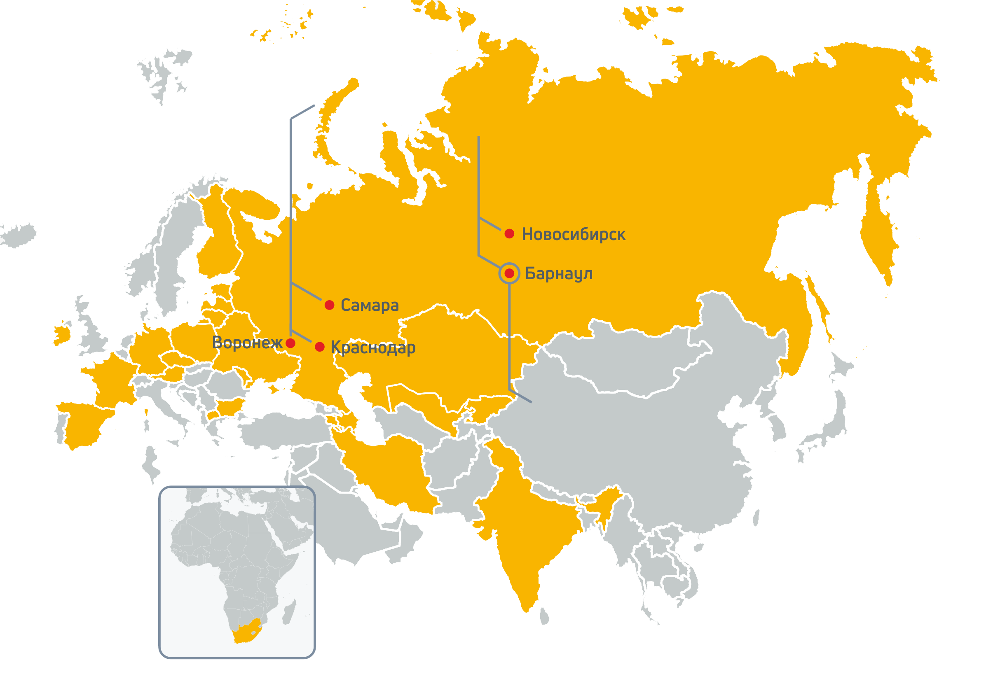 Новосибирск
Барнаул
Самара
Воронеж
Краснодар